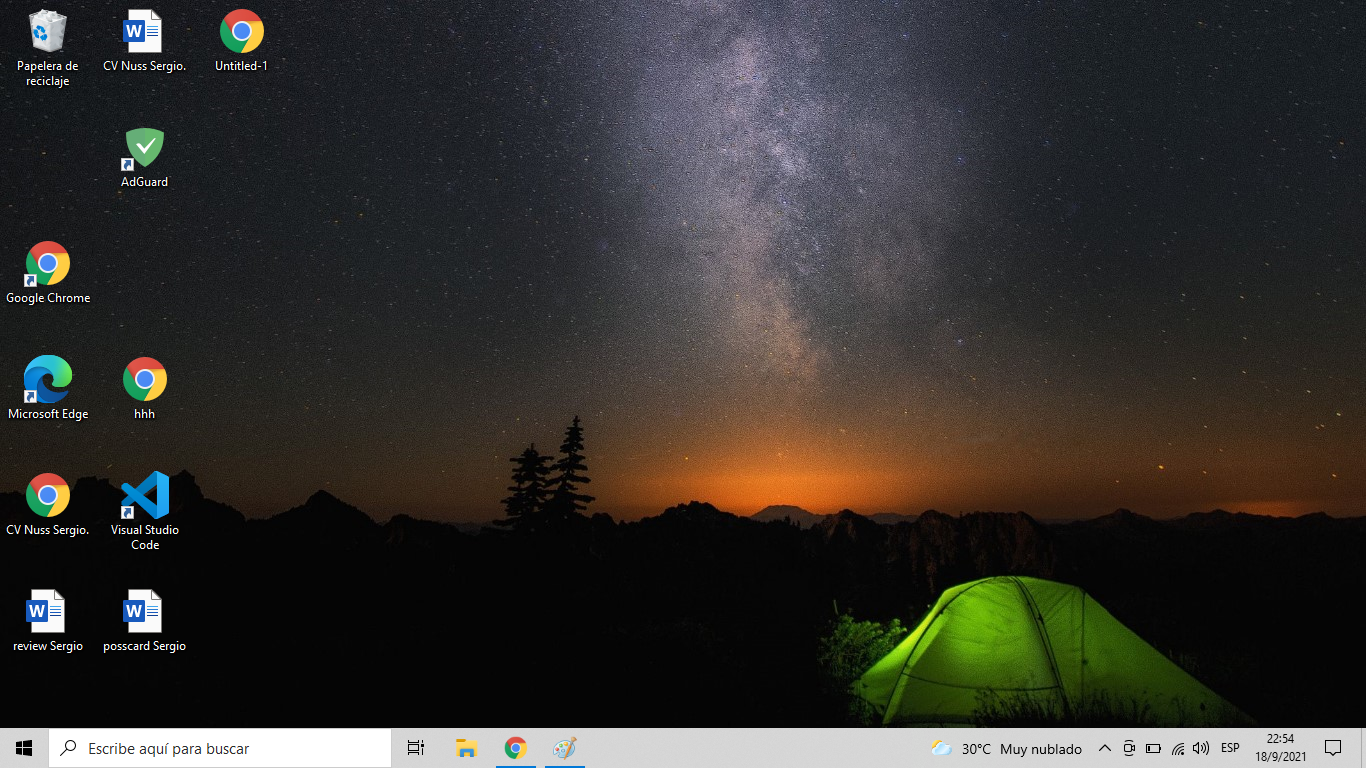 Papelera de
reciclaje
CV Nuss Sergio.
Untitled-1
AdGuard
Google Chrome
Microsoft Edge
hhh
CV Nuss Sergio.
Visual Studio
Code
review Sergio
posscard Sergio
Escribe aquí para buscar
30°C Muy nublado
ESP
22:54
18/9/2021